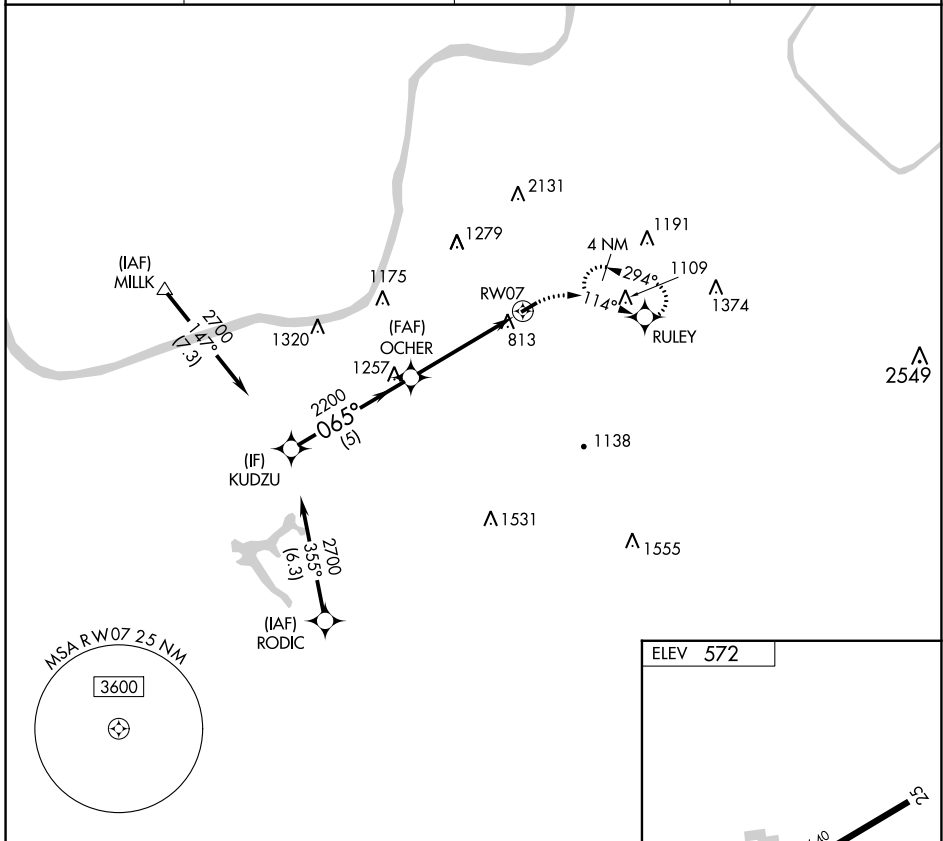 2131
1191
1279
4 NM
1109
294°
(IAF)
MILLK
1175
RW07
114°
1374
2700
147°
(7.3)
1320
(FAF)
OCHER
813
RULEY
1257
2549
2200
065°
(5)
1138
(IF)
KUDZU
1531
1555
2700
355°
(6.3)
(IAF)
RODIC
MSA RW07 25 NM
3600
ELEV 572
25